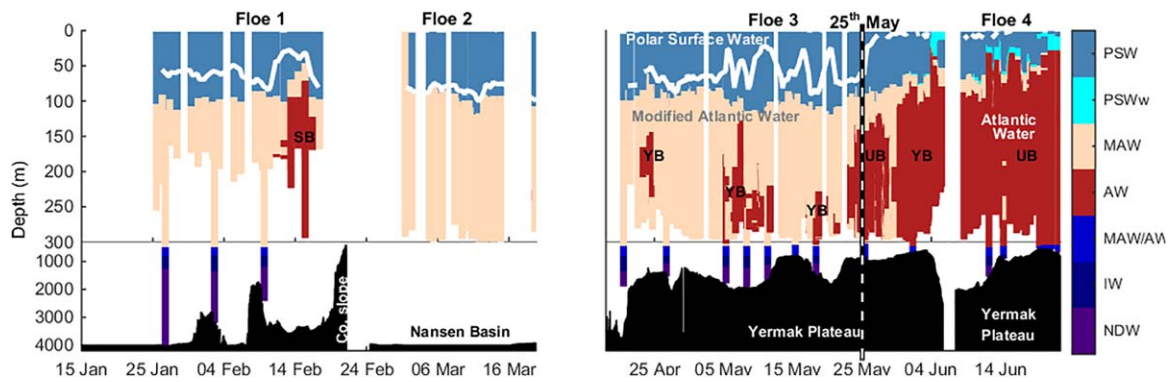 Floe 1 Floe 2 Floe 3 25th May Floe 4
0
50
100
150
200
250
300
1000
2000
3000
4000
Depth (m)
Polar Surface Water
Modified Atlantic Water
Atlantic
Water
SB
YB
YB
YB
UB
YB
UB
Co. slope
Nansen Basin
Yermak Plateau
Yermak
Plateau
15 Jan 25 Jan 04 Feb 14 Feb 24 Feb 06 Mar 16 Mar
25 Apr 05 May 15 May 25 May 04 Jun 14 Jun
PSW
PSWw
MAW
AW
MAW/AW
IW
NDW